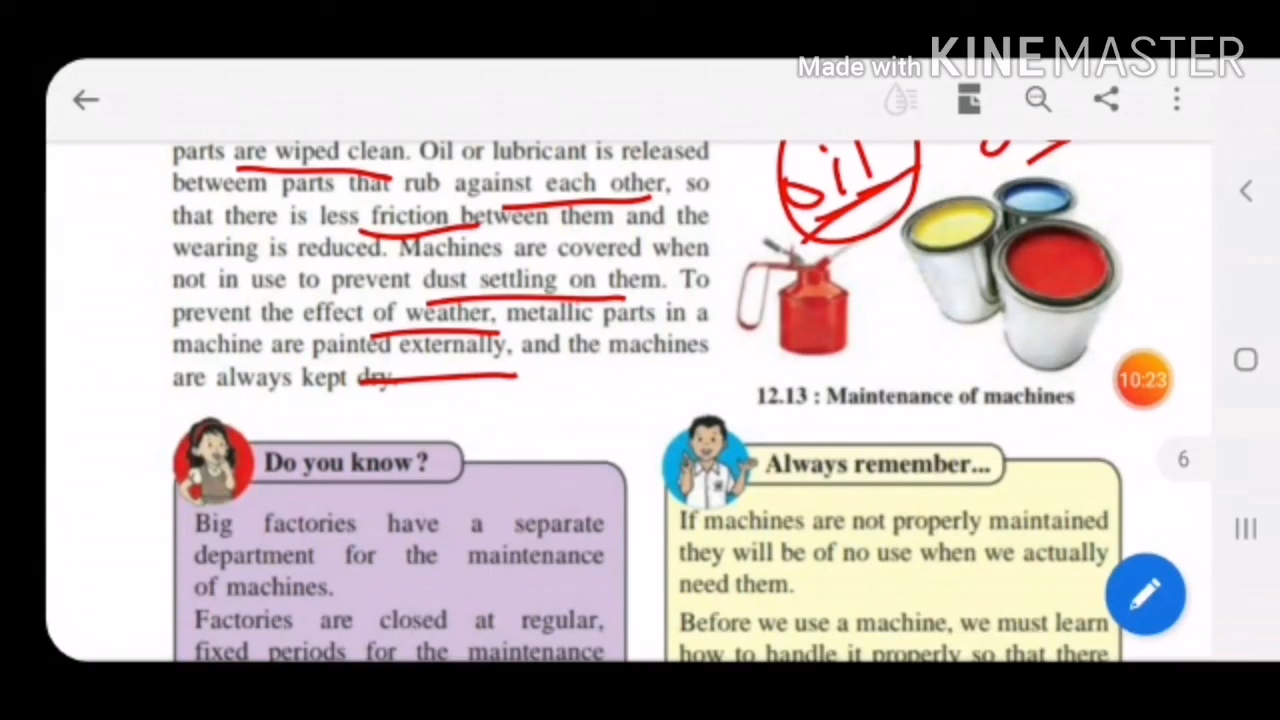 Made with KINEMASTER
parts are wiped clean. Oil or lubricant is released
betweem parts that rub against each other, so
that there is less friction between them and the
wearing is reduced. Machines are covered when
not in use to prevent dust settling on them. To
prevent the effect of weather, metallic parts in a
machine are painted externally, and the machines
are always kept dry.
oil
12.13 : Maintenance of machines
10:23
6
Do you know?
Big factories have a separate
department for the maintenance
of machines.
Factories are closed at regular,
fixed periods for the maintenance
Always remember...
If machines are not properly maintained
they will be of no use when we actually
need them.
Before we use a machine, we must learn
how to handle it properly so that there